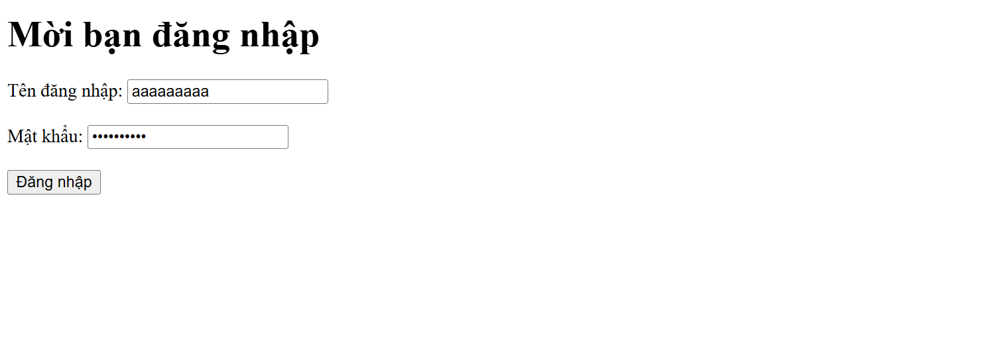 Mời bạn đăng nhập
Tên đăng nhập: aaaaaaaaa
Mật khẩu: ••••••••••
Đăng nhập